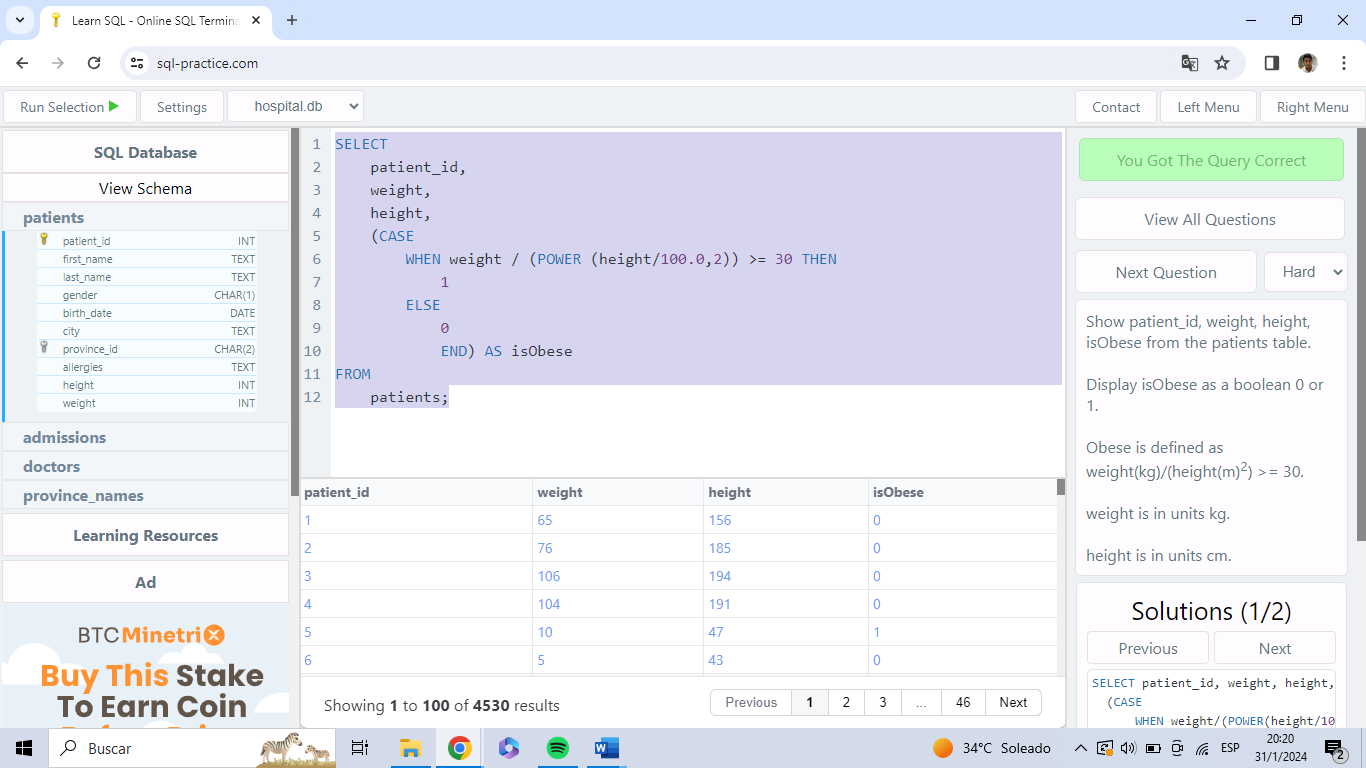 Learn SQL - Online SQL Termina
sql-practice.com
Run Selection
Settings
hospital.db
Contact
Left Menu
Right Menu
SQL Database
View Schema
patients
patient_id INT
first_name TEXT
last_name TEXT
gender CHAR(1)
birth_date DATE
city TEXT
province_id CHAR(2)
allergies TEXT
height INT
weight INT
admissions
doctors
province_names
Learning Resources
Ad
BTCMinetrix
Buy This Stake
To Earn Coin
1 SELECT
2 patient_id,
3 weight,
4 height,
5 (CASE
6 WHEN weight / (POWER (height/100.0,2)) >= 30 THEN
7 1
8 ELSE
9 0
10 END) AS isObese
11 FROM
12 patients;
patient_id weight height isObese
1 65 156 0
2 76 185 0
3 106 194 0
4 104 191 0
5 10 47 1
6 5 43 0
Showing 1 to 100 of 4530 results
Previous 1 2 3 ... 46 Next
You Got The Query Correct
View All Questions
Next Question
Hard
Show patient_id, weight, height,
isObese from the patients table.
Display isObese as a boolean 0 or
1.
Obese is defined as
weight(kg)/(height(m)²) >= 30.
weight is in units kg.
height is in units cm.
Solutions (1/2)
Previous
Next
SELECT patient_id, weight, height,
(CASE
WHEN weight/(POWER(height/10
Buscar
34°C Soleado
ESP
20:20
31/1/2024
2